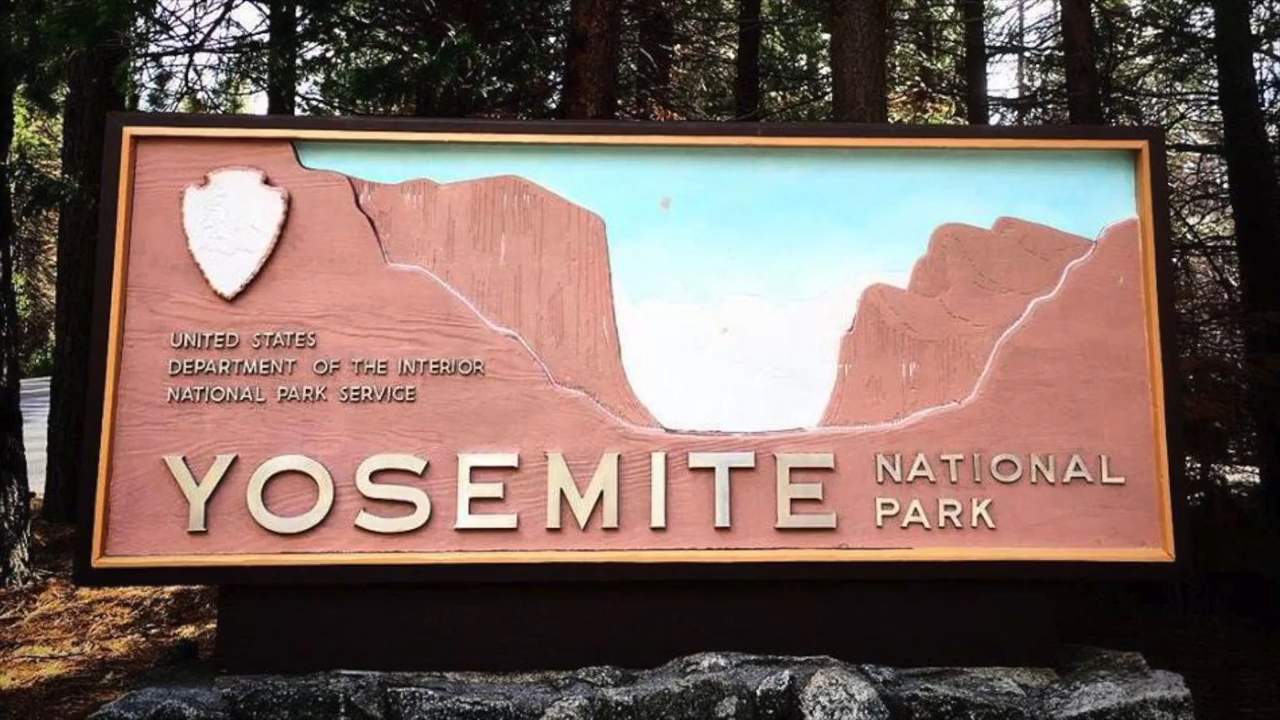 UNITED STATES
DEPARTMENT OF THE INTERIOR
NATIONAL PARK SERVICE
YOSEMITE NATIONAL
PARK